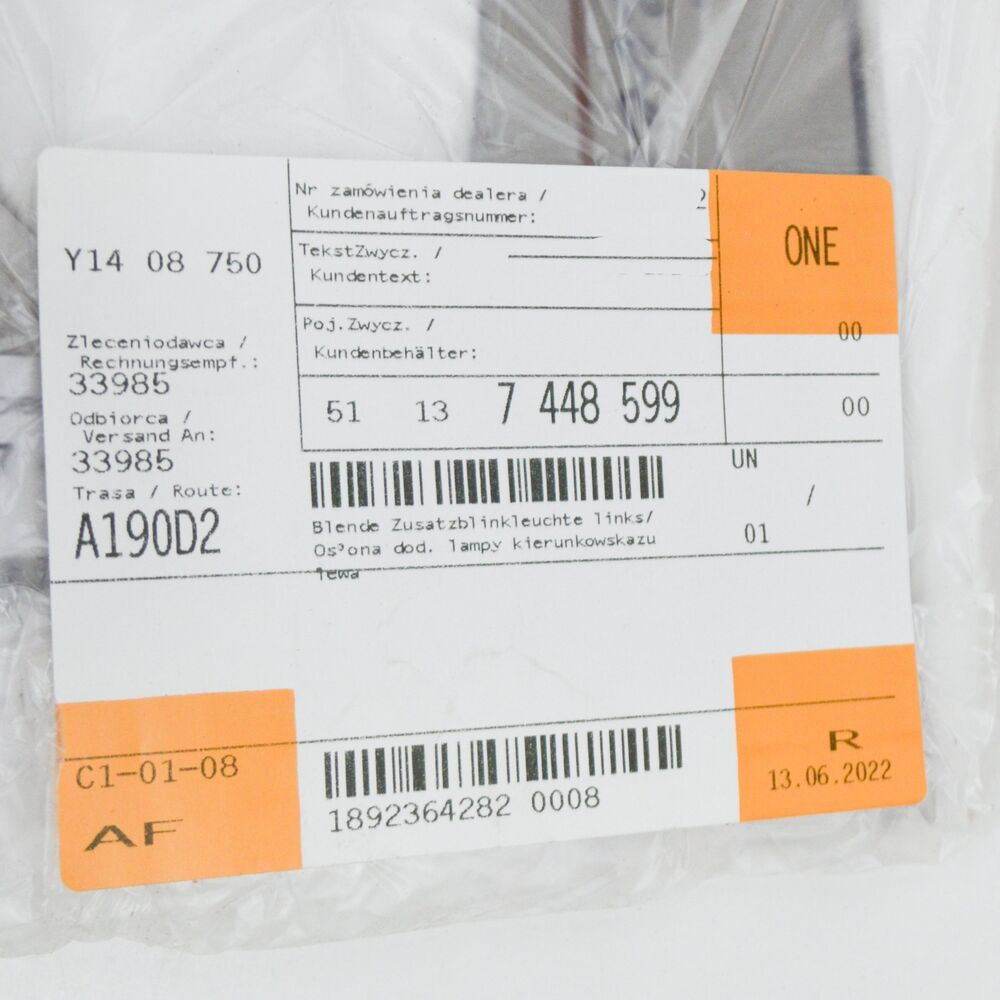 Y14 08 750
Nr zamówienia dealera /
Kundenauftragsnummer:
2
TekstZwycz. /
Kundentext:
Poj.Zwycz. /
Kundenbehälter:
ONE
00
Zleceniodawca /
Rechnungsempf.:
33985
Odbiorca /
Versand An:
33985
Trasa / Route:
A190D2
51 13 7 448 599
00
Blende Zusatzblinkleuchte links/
Os³ona dod. lampy kierunkowskazu
lewa
UN
/
01
C1-01-08
AF
1892364282 0008
R
13.06.2022